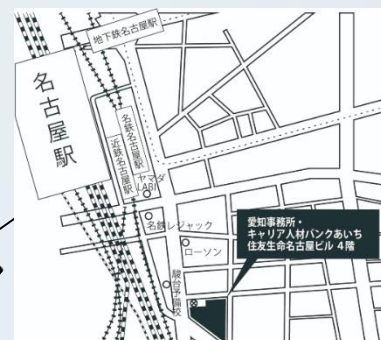 地下鉄名古屋駅
名古屋駅
名鉄名古屋駅
近鉄名古屋駅
ヤマダ
LABI
名鉄レジャック
ローソン
駿台予備校
愛知事務所・
キャリア人材バンクあいち
住友生命名古屋ビル 4階